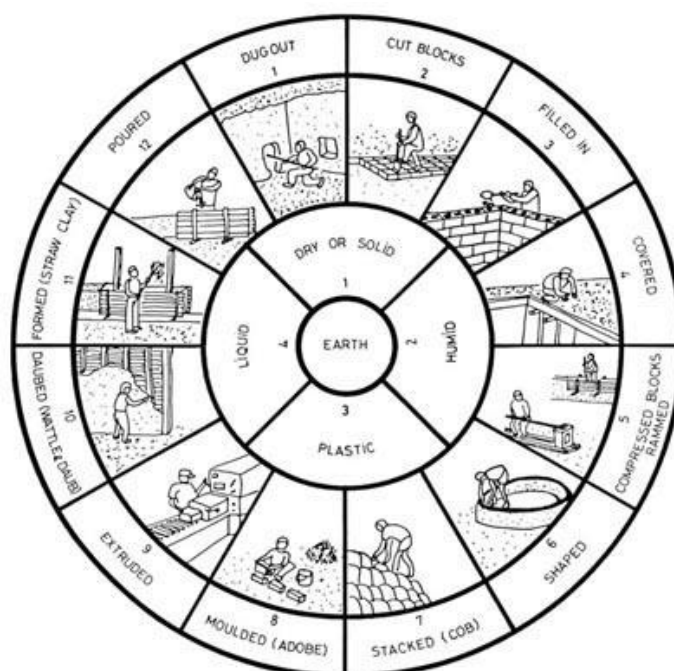 DUGOUT
1
CUT BLOCKS
2
FILLED IN
3
COVERED
4
COMPRESSED BLOCKS
RAMMED
5
SHAPED
6
STACKED (COB)
7
MOULDED (ADOBE)
8
EXTRUDED
9
DAUBED (WATTLE & DAUB)
10
FORMED (STRAW CLAY)
11
POURED
12
DRY OR SOLID
1
HUMID
2
PLASTIC
3
LIQUID
4
EARTH